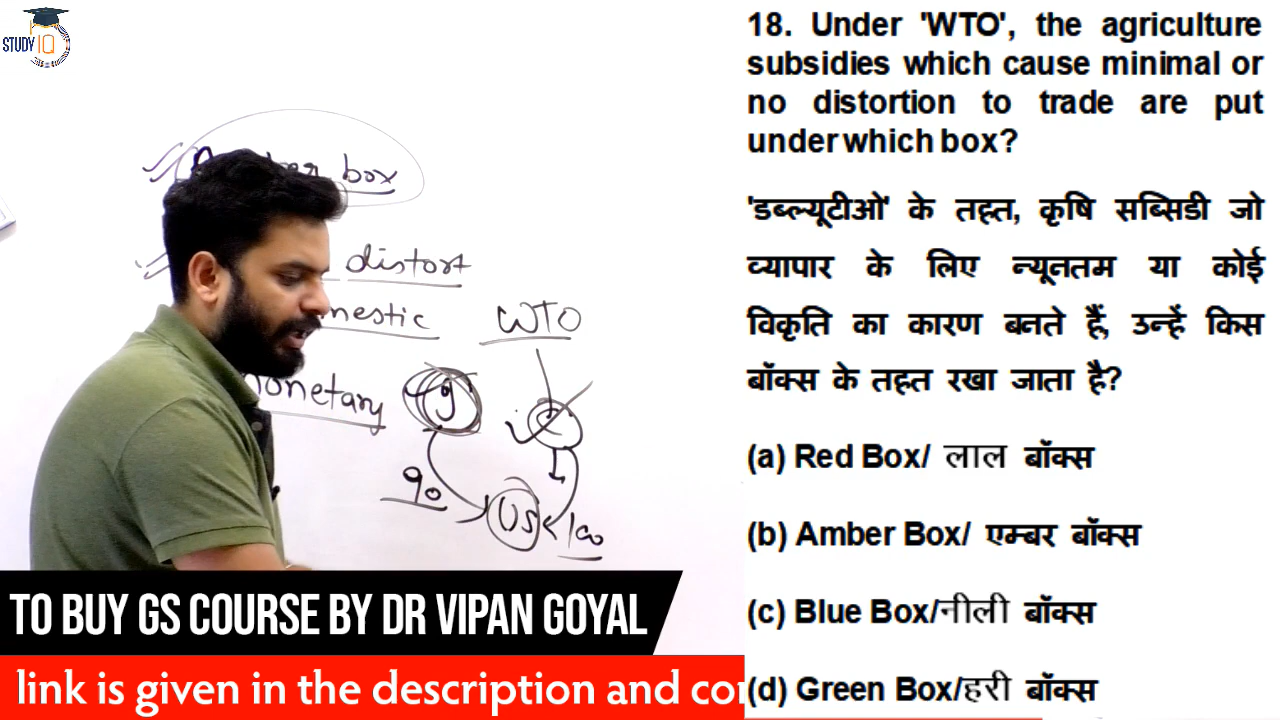 STUDY IQ
box
distort
mestic
WTO
monetary
g
90
US
100
TO BUY GS COURSE BY DR VIPAN GOYAL
link is given in the description and
18. Under 'WTO', the agriculture
subsidies which cause minimal or
no distortion to trade are put
under which box?
'डब्ल्यूटीओ' के तहत, कृषि सब्सिडी जो
व्यापार के लिए न्यूनतम या कोई
विकृति का कारण बनते हैं, उन्हें किस
बॉक्स के तहत रखा जाता है?
(a) Red Box/ लाल बॉक्स
(b) Amber Box/ एम्बर बॉक्स
(c) Blue Box/नीली बॉक्स
(d) Green Box/हरी बॉक्स